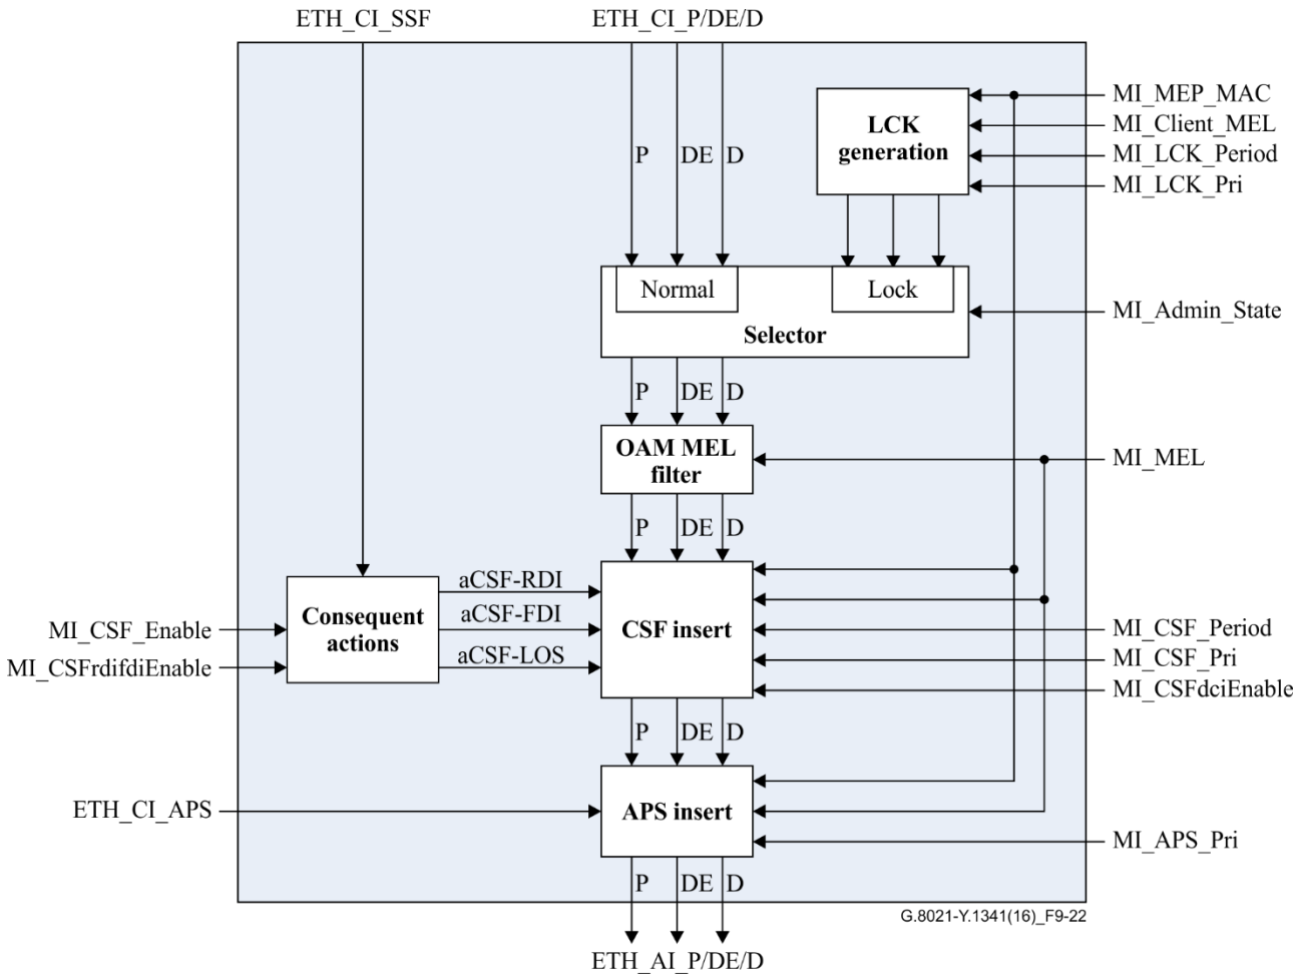 ETH_CI_SSF
ETH_CI_P/DE/D
MI_MEP_MAC
LCK
generation
MI_Client_MEL
MI_LCK_Period
MI_LCK_Pri
P
DE
D
Normal
Lock
Selector
MI_Admin_State
P
DE
D
OAM MEL
filter
MI_MEL
P
DE
D
aCSF-RDI
Consequent
actions
aCSF-FDI
aCSF-LOS
MI_CSF_Enable
MI_CSFrdifdiEnable
CSF insert
MI_CSF_Period
MI_CSF_Pri
MI_CSFdciEnable
P
DE
D
ETH_CI_APS
APS insert
MI_APS_Pri
P
DE
D
G.8021-Y.1341(16)_F9-22
ETH_AI_P/DE/D